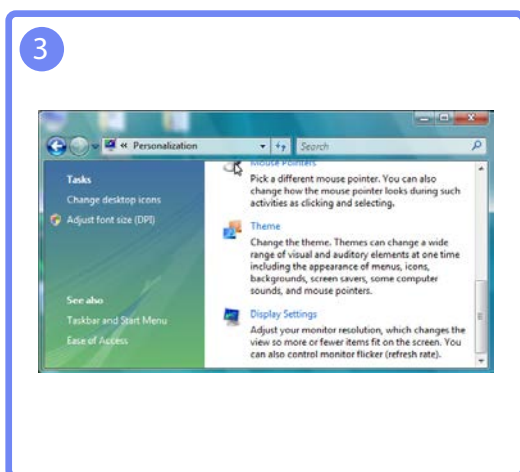 3
« Personalization
Search
Tasks
Change desktop icons
Adjust font size (DPI)
See also
Taskbar and Start Menu
Ease of Access
Mouse Pointers
Pick a different mouse pointer. You can also
change how the mouse pointer looks during such
activities as clicking and selecting.
Theme
Change the theme. Themes can change a wide
range of visual and auditory elements at one time
including the appearance of menus, icons,
backgrounds, screen savers, some computer
sounds, and mouse pointers.
Display Settings
Adjust your monitor resolution, which changes the
view so more or fewer items fit on the screen. You
can also control monitor flicker (refresh rate).